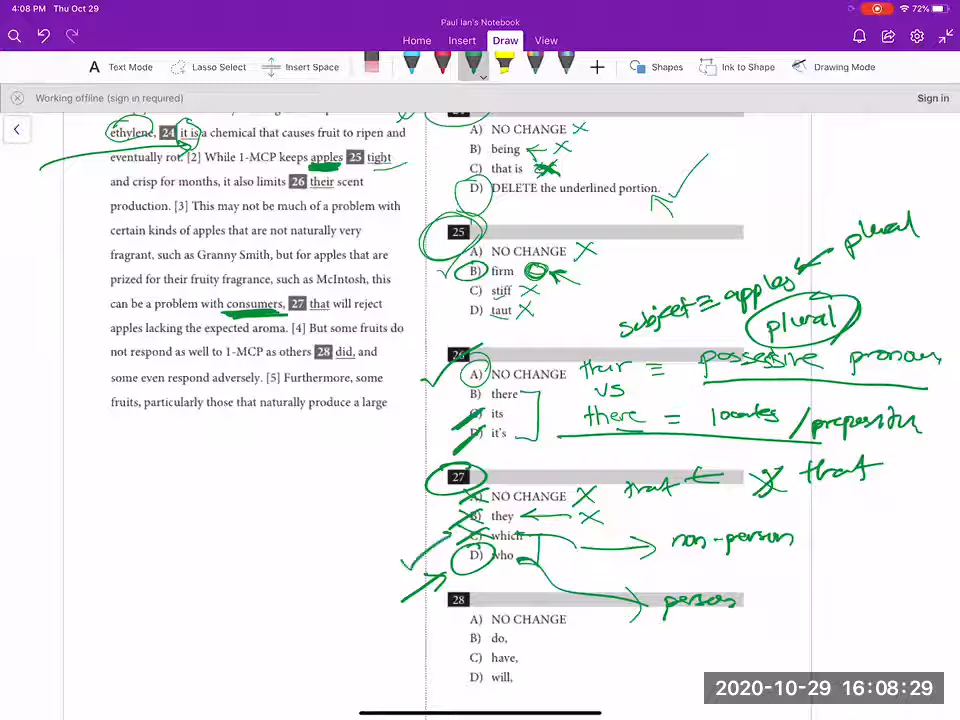 4:08 PM Thu Oct 29
72%
Paul Ian's Notebook
Home Insert Draw View
Text Mode Lasso Select Insert Space Shapes Ink to Shape Drawing Mode
Working offline (sign in required) Sign in
ethylene, 24 it is a chemical that causes fruit to ripen and
eventually rot. [2] While 1-MCP keeps apples 25 tight
and crisp for months, it also limits 26 their scent
production. [3] This may not be much of a problem with
certain kinds of apples that are not naturally very
fragrant, such as Granny Smith, but for apples that are
prized for their fruity fragrance, such as McIntosh, this
can be a problem with consumers, 27 that will reject
apples lacking the expected aroma. [4] But some fruits do
not respond as well to 1-MCP as others 28 did, and
some even respond adversely. [5] Furthermore, some
fruits, particularly those that naturally produce a large
A) NO CHANGE X
B) being X
C) that is
D) DELETE the underlined portion.
25
A) NO CHANGE X
B) firm
C) stiff X
D) taut X
plural
subject = apples
plural
26
A) NO CHANGE
B) there
C) its
D) it's
their = possessive pronoun
vs
there = locates / preposition
27
A) NO CHANGE X
B) they X
C) which
D) who
that
that
non-person
person
28
A) NO CHANGE
B) do,
C) have,
D) will,
2020-10-29 16:08:29